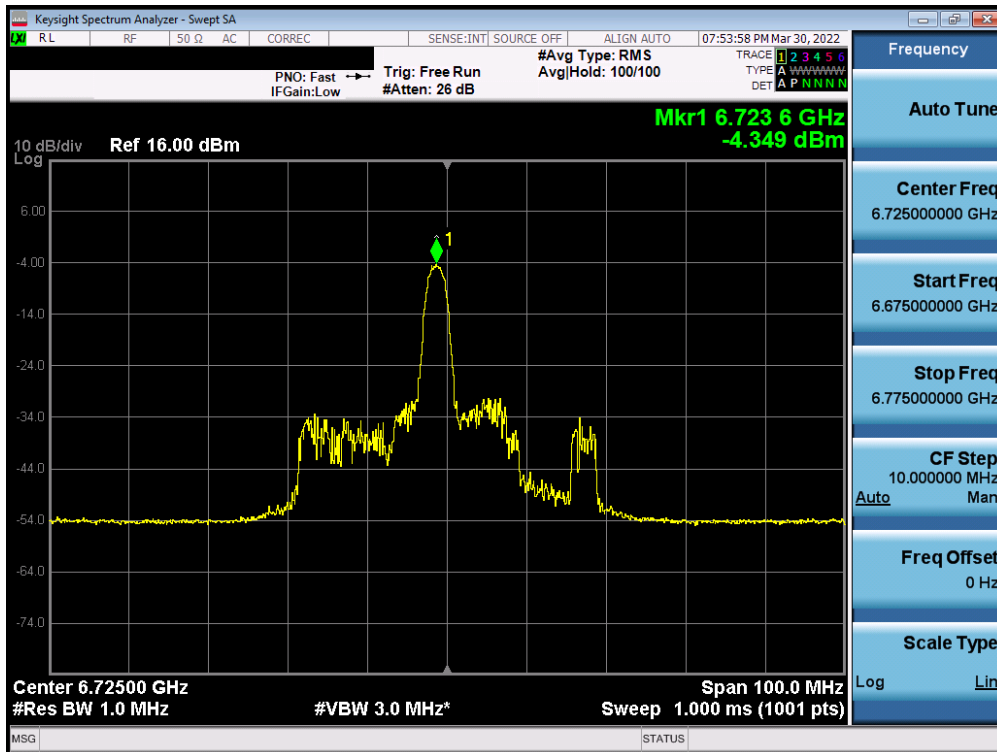 Keysight Spectrum Analyzer - Swept SA
LXI RL RF 50 Ω AC CORREC SENSE:INT SOURCE OFF ALIGN AUTO 07:53:58 PM Mar 30, 2022
PNO: Fast
IFGain:Low
Trig: Free Run
#Atten: 26 dB
#Avg Type: RMS
Avg|Hold: 100/100
TRACE 1 2 3 4 5 6
TYPE A WWWWWWW
DET A P N N N N
Mkr1 6.723 6 GHz
-4.349 dBm
10 dB/div
Log
Ref 16.00 dBm
1
6.00
-4.00
-14.0
-24.0
-34.0
-44.0
-54.0
-64.0
-74.0
Center 6.72500 GHz
#Res BW 1.0 MHz
#VBW 3.0 MHz*
Span 100.0 MHz
Sweep 1.000 ms (1001 pts)
MSG
STATUS
Frequency
Auto Tune
Center Freq
6.725000000 GHz
Start Freq
6.675000000 GHz
Stop Freq
6.775000000 GHz
CF Step
10.000000 MHz
Auto Man
Freq Offset
0 Hz
Scale Type
Log Lin